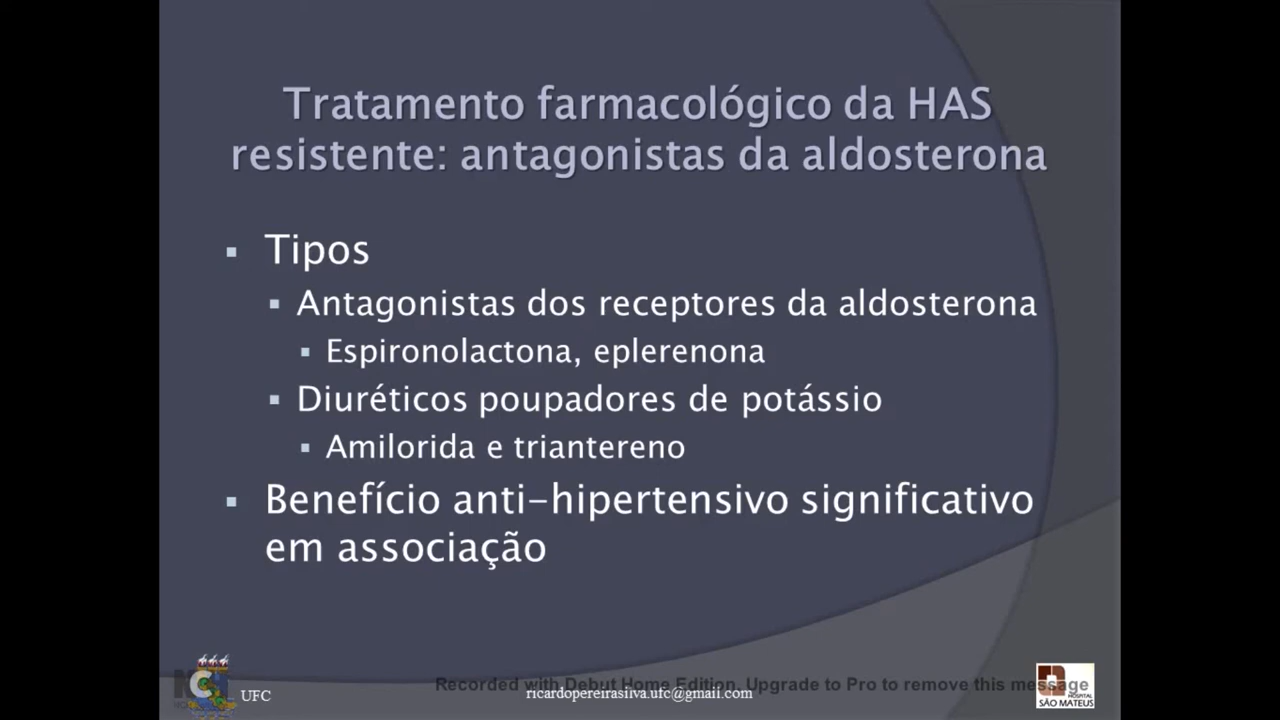 Tratamento farmacológico da HAS
resistente: antagonistas da aldosterona
▪ Tipos
▪ Antagonistas dos receptores da aldosterona
▪ Espironolactona, eplerenona
▪ Diuréticos poupadores de potássio
▪ Amilorida e triantereno
▪ Benefício anti-hipertensivo significativo
em associação
UFC
Recorded with Debut Home Edition. Upgrade to Pro to remove this message
ricardopereirasilva.ufc@gmail.com
HOSPITAL
SÃO MATEUS